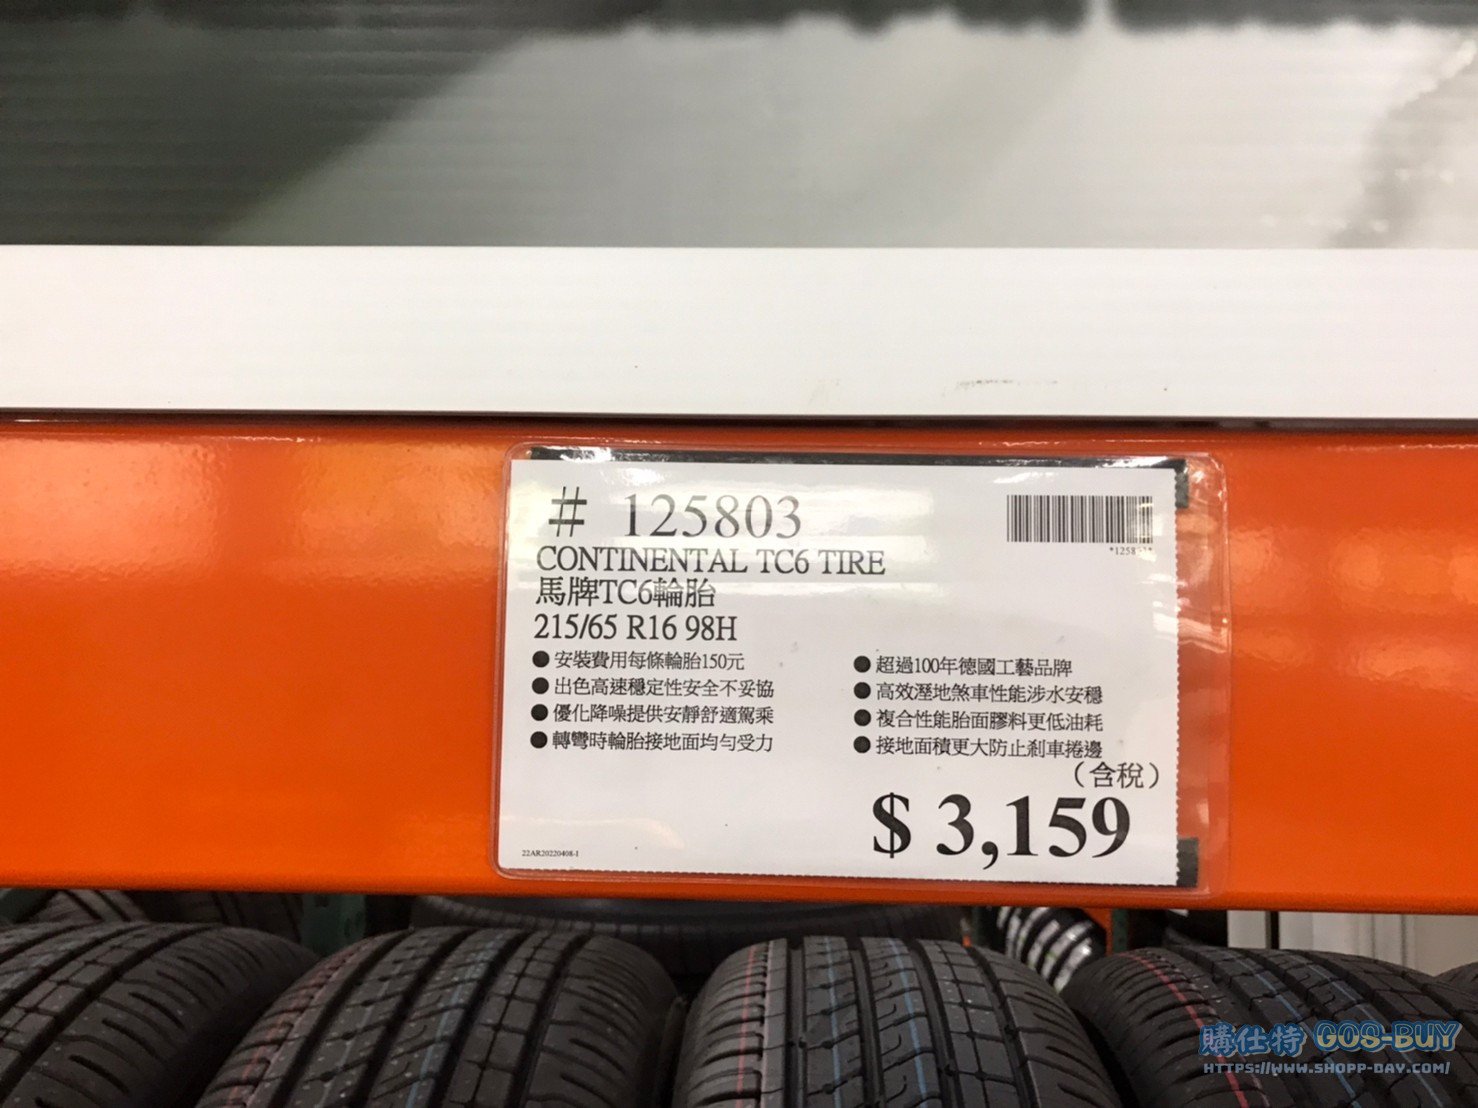 # 125803
*1258
CONTINENTAL TC6 TIRE
馬牌TC6輪胎
215/65 R16 98H
●安裝費用每條輪胎150元
●出色高速穩定性安全不妥協
●優化降噪提供安靜舒適駕乘
●轉彎時輪胎接地面均勻受力
●超過100年德國工藝品牌
●高效溼地煞車性能涉水安穩
●複合性能胎面膠料更低油耗
●接地面積更大防止剎車捲邊
（含稅）
$ 3,159
22AR20220408-1
購仕特 GOS-BUY
HTTPS://WWW.SHOPP-DAY.COM/